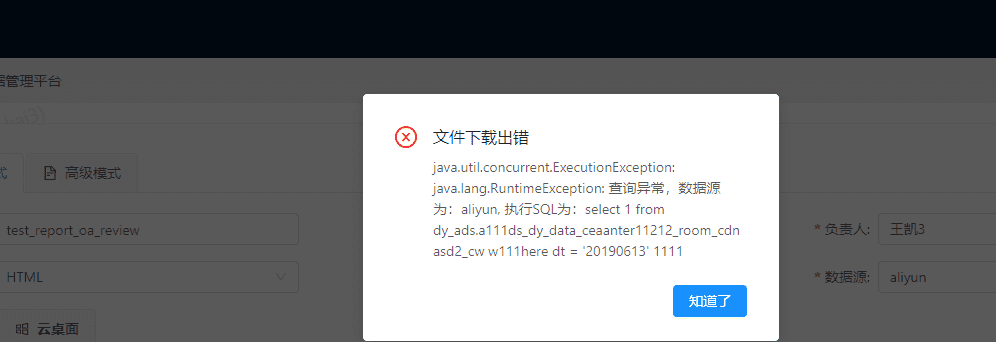 据管理平台
文件下载出错
java.util.concurrent.ExecutionException:
java.lang.RuntimeException: 查询异常，数据源
为：aliyun, 执行SQL为：select 1 from
dy_ads.a111ds_dy_data_ceaanter11212_room_cdn
asd2_cw w111here dt = '20190613' 1111
知道了
式
高级模式
test_report_oa_review
* 负责人: 王凯3
HTML
* 数据源: aliyun
云桌面